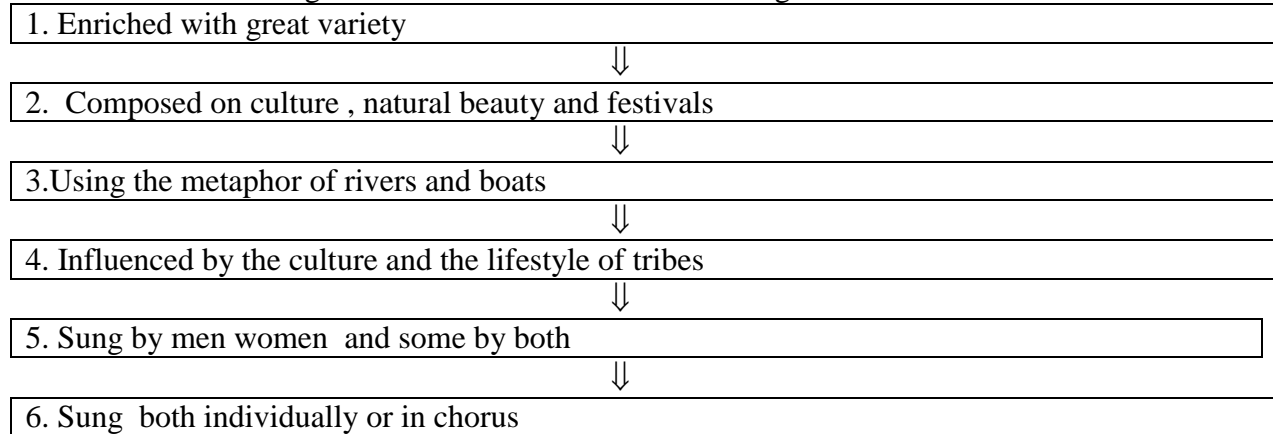 1. Enriched with great variety
⇓
2. Composed on culture , natural beauty and festivals
⇓
3.Using the metaphor of rivers and boats
⇓
4. Influenced by the culture and the lifestyle of tribes
⇓
5. Sung by men women and some by both
⇓
6. Sung both individually or in chorus